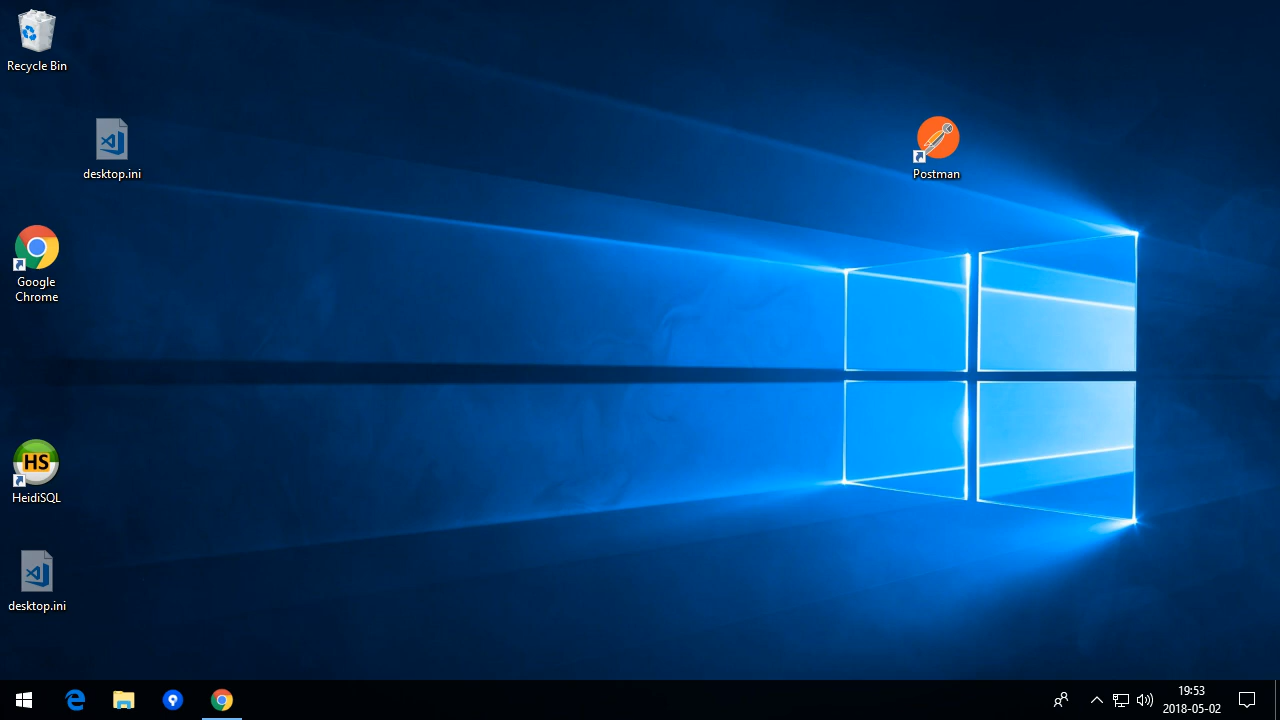 Recycle Bin
desktop.ini
Postman
Google
Chrome
HS
HeidiSQL
desktop.ini
19:53
2018-05-02